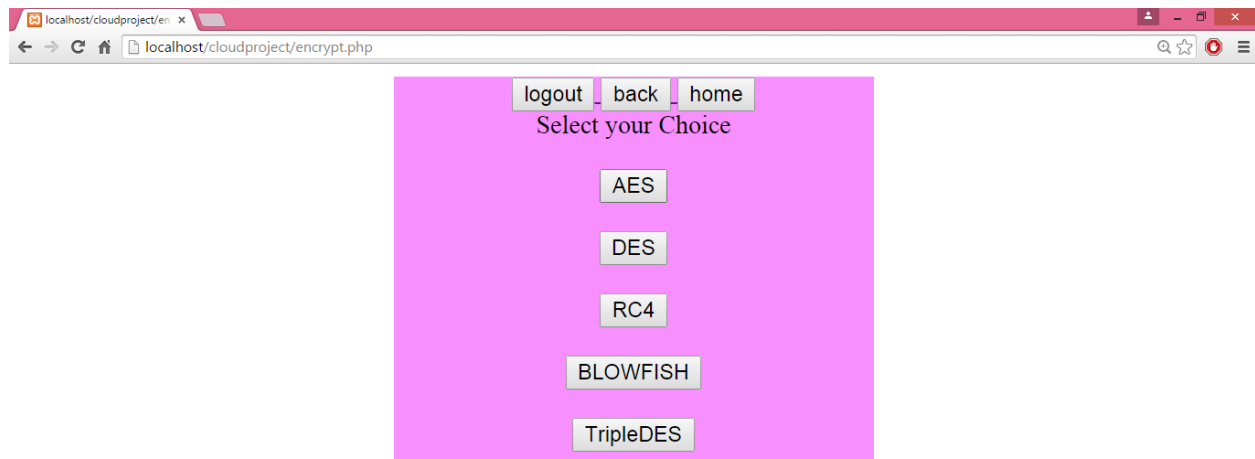 localhost/cloudproject/en
localhost/cloudproject/encrypt.php
logout back home
Select your Choice
AES
DES
RC4
BLOWFISH
TripleDES